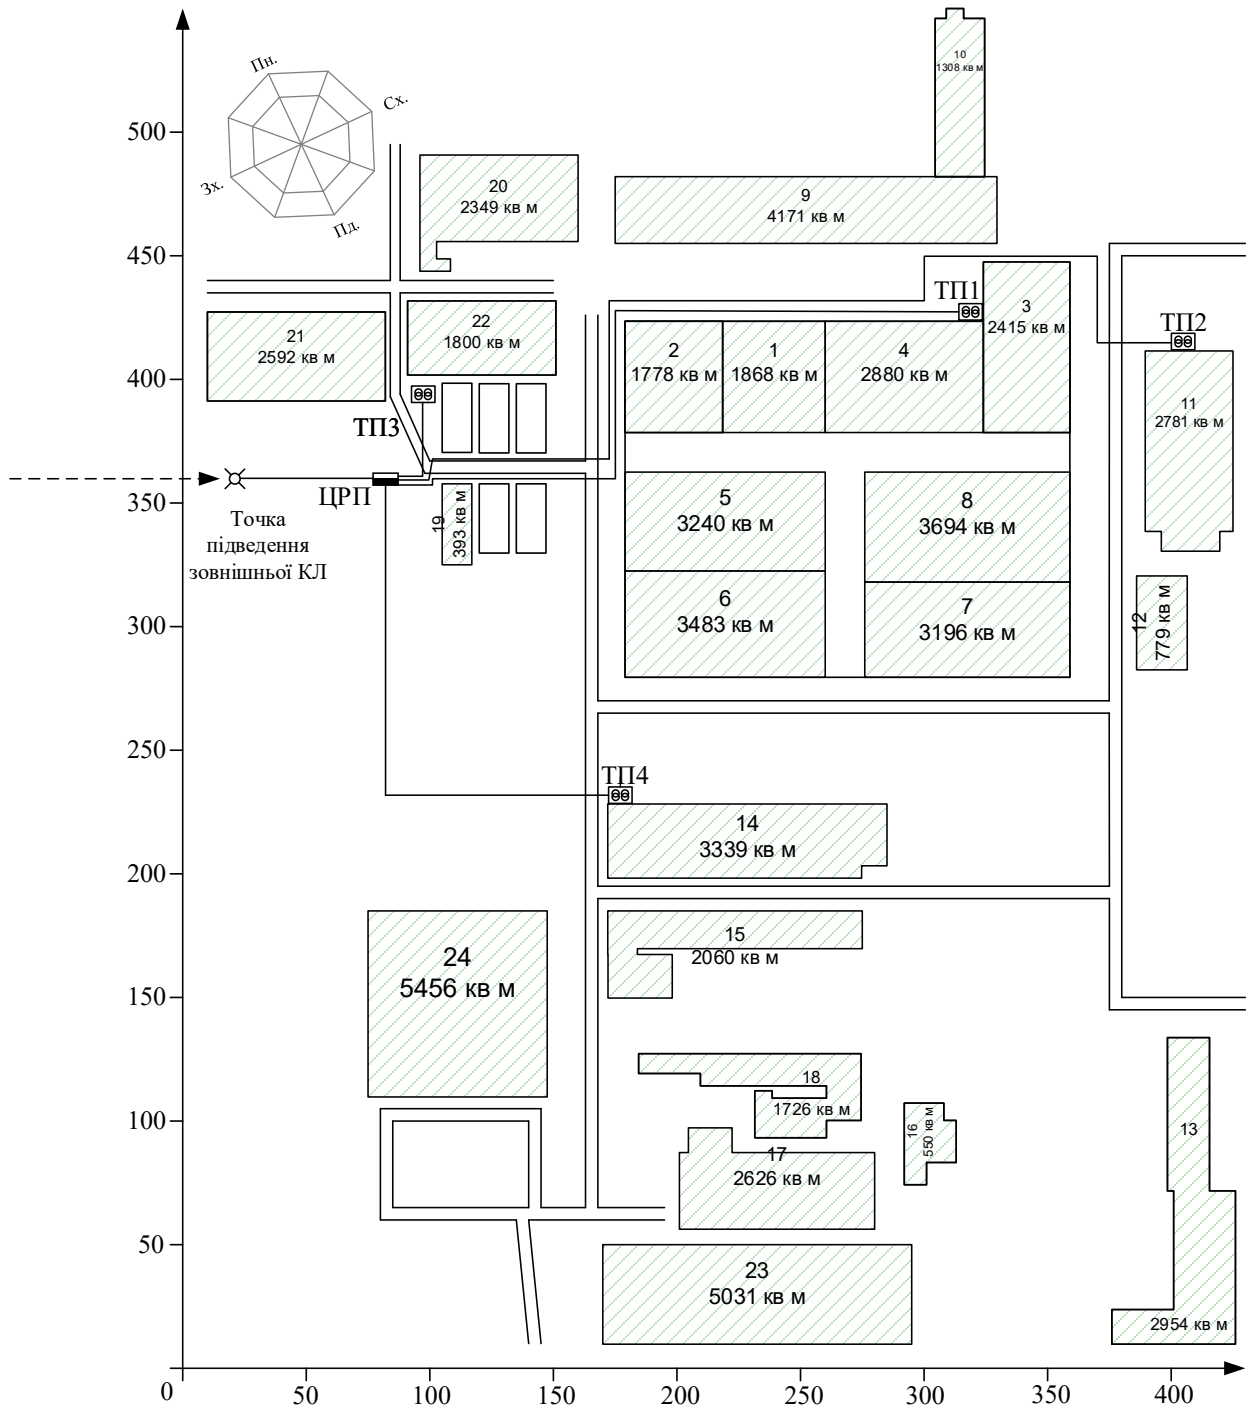 10
1308 кв м
Пн.
Сх.
Зх.
Пд.
500
20
2349 кв м
9
4171 кв м
450
ТП1
3
2415 кв м
ТП2
21
2592 кв м
22
1800 кв м
2
1778 кв м
1
1868 кв м
4
2880 кв м
400
11
2781 кв м
ТП3
ЦРП
350
Точка
підведення
зовнішньої КЛ
19
393 кв м
5
3240 кв м
8
3694 кв м
300
6
3483 кв м
7
3196 кв м
12
779 кв м
250
ТП4
14
3339 кв м
200
24
5456 кв м
15
2060 кв м
150
18
1726 кв м
100
16
550 кв м
13
17
2626 кв м
50
23
5031 кв м
2954 кв м
0
50
100
150
200
250
300
350
400